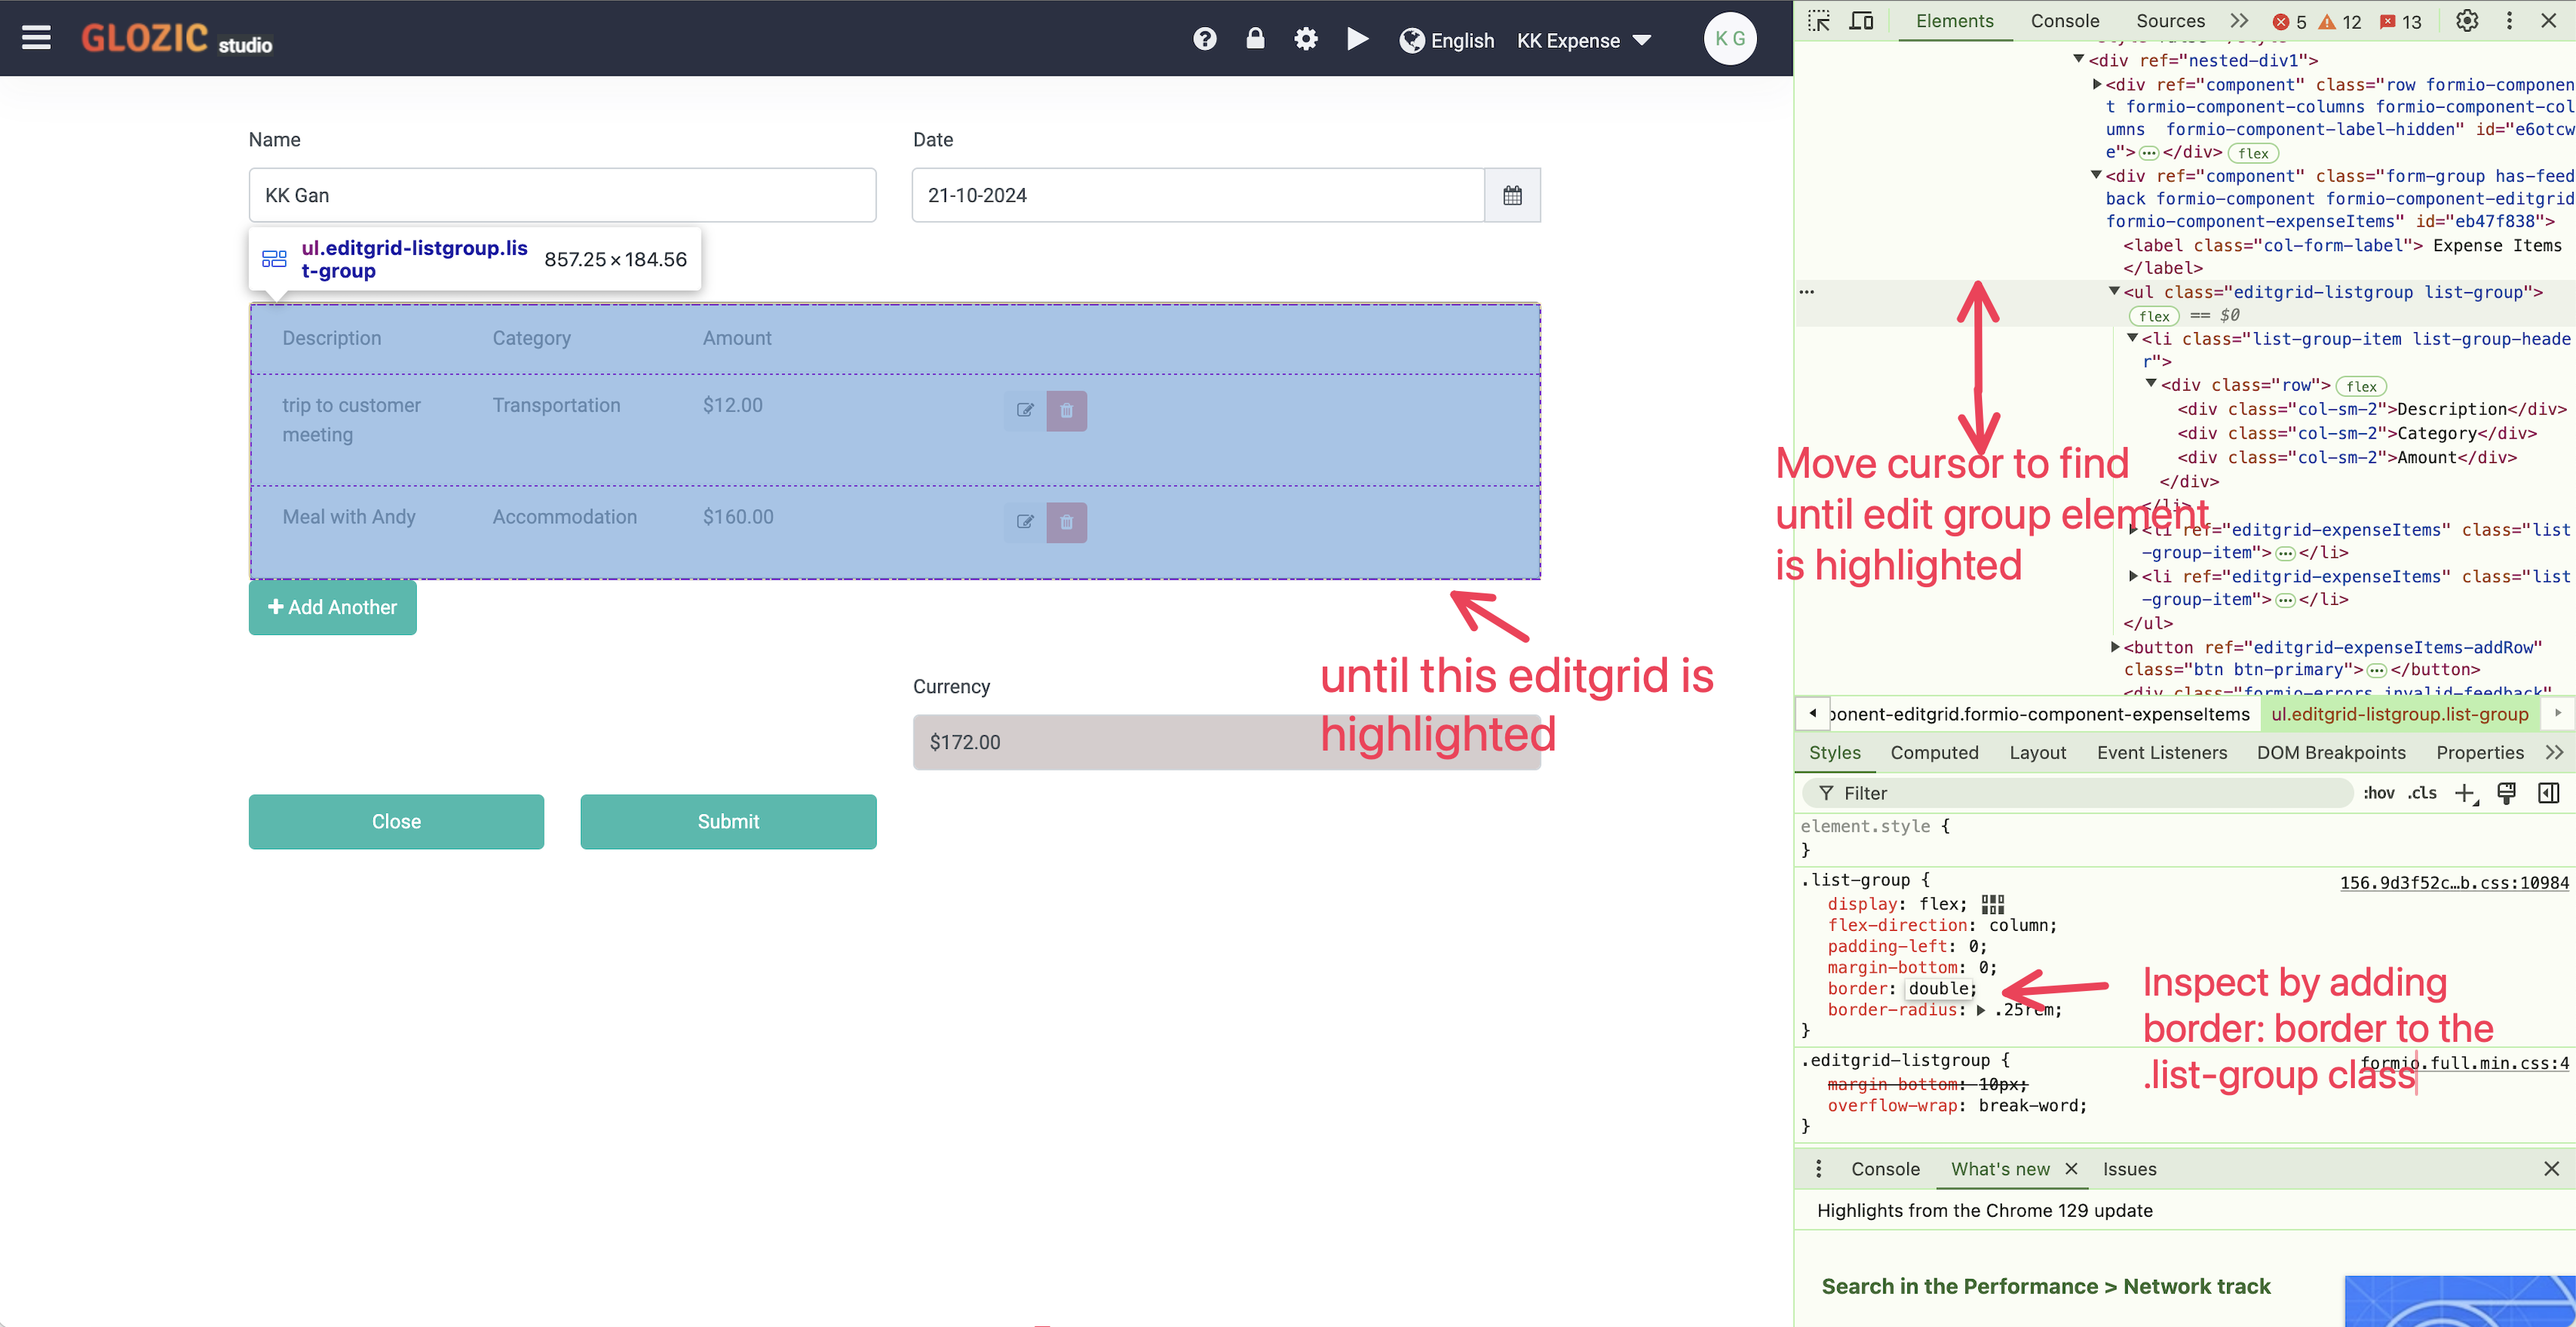 GLOZIC studio
English
KK Expense
K G
Name
KK Gan
Date
21-10-2024
ul.editgrid-listgroup.lis
t-group
857.25 × 184.56
Description Category Amount
trip to customer
meeting
Transportation
$12.00
Meal with Andy Accommodation $160.00
Add Another
until this editgrid is
highlighted
Currency
$172.00
Close
Submit
Elements Console Sources 5 12 13
<div ref="nested-div1">
<div ref="component" class="row formio-componen
t formio-component-columns formio-component-col
umns formio-component-label-hidden" id="e6otcw
e"> … </div> flex
<div ref="component" class="form-group has-feed
back formio-component formio-component-editgrid
formio-component-expenseItems" id="eb47f838">
<label class="col-form-label"> Expense Items
</label>
<ul class="editgrid-listgroup list-group">
flex == $0
<li class="list-group-item list-group-heade
r">
<div class="row"> flex
<div class="col-sm-2">Description</div>
<div class="col-sm-2">Category</div>
<div class="col-sm-2">Amount</div>
</div>
</li>
<li ref="editgrid-expenseItems" class="list
-group-item"> … </li>
<li ref="editgrid-expenseItems" class="list
-group-item"> … </li>
</ul>
<button ref="editgrid-expenseItems-addRow"
class="btn btn-primary"> … </button>
<div class="formio-errors invalid-feedback"
Move cursor to find
until edit group element
is highlighted
ponent-editgrid.formio-component-expenseItems ul.editgrid-listgroup.list-group
Styles Computed Layout Event Listeners DOM Breakpoints Properties
Filter :hov .cls
element.style {
}
.list-group { 156.9d3f52c…b.css:10984
display: flex;
flex-direction: column;
padding-left: 0;
margin-bottom: 0;
border: double;
border-radius: .25rem;
}
Inspect by adding
border: border to the
.list-group class
.editgrid-listgroup { formio.full.min.css:4
margin-bottom: 10px;
overflow-wrap: break-word;
}
Console What's new Issues
Highlights from the Chrome 129 update
Search in the Performance > Network track